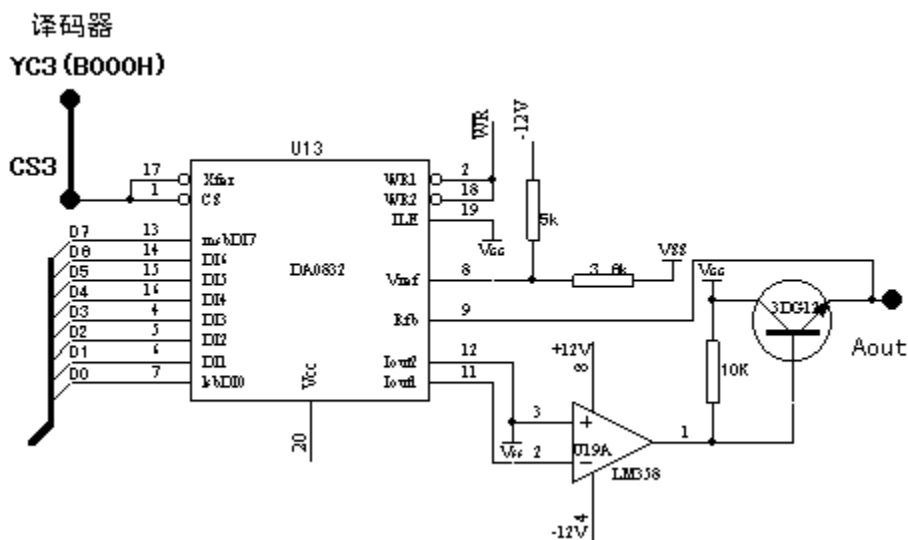 译码器
YC3(B000H)
CS3
U13
17
1
Xfer
CS
D7
D6
D5
D4
D3
D2
D1
D0
13
14
15
16
4
5
6
7
msbDI7
DI6
DI5
DI4
DI3
DI2
DI1
lsbDI0
DA0832
Vcc
20
WR1
WR2
ILE
Vref
Rfb
Iout2
Iout1
2
18
19
8
9
12
11
WR
Vcc
-12V
5k
VSS
+12V
8
3
2
U19A
LM358
4
-12V
1
Vcc
10K
Aout